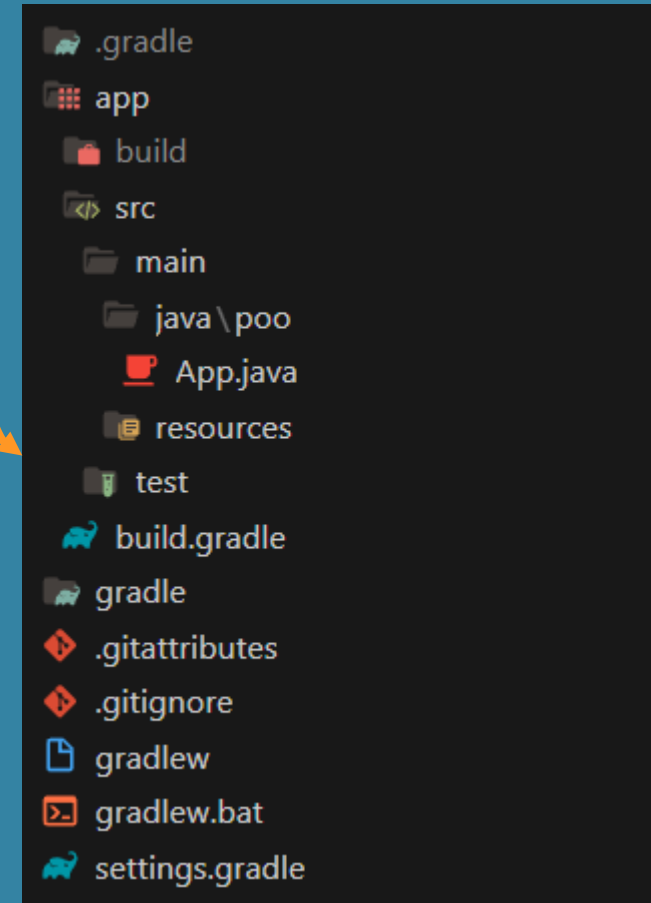 .gradle
app
build
src
main
java\poo
App.java
resources
test
build.gradle
gradle
.gitattributes
.gitignore
gradlew
gradlew.bat
settings.gradle